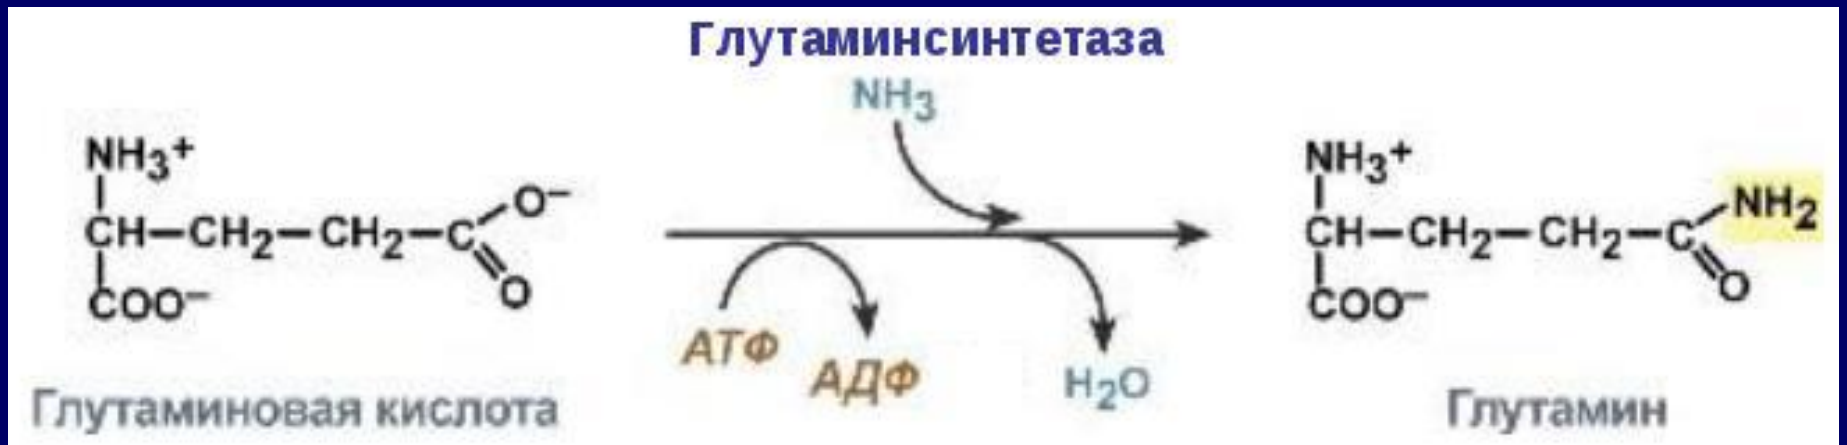 Глутаминсинтетаза
NH3
NH3+
CH—CH2—CH2—C
O−
O
COO−
АТФ
АДФ
H2O
NH3+
CH—CH2—CH2—C
NH2
O
COO−
Глутаминовая кислота
Глутамин